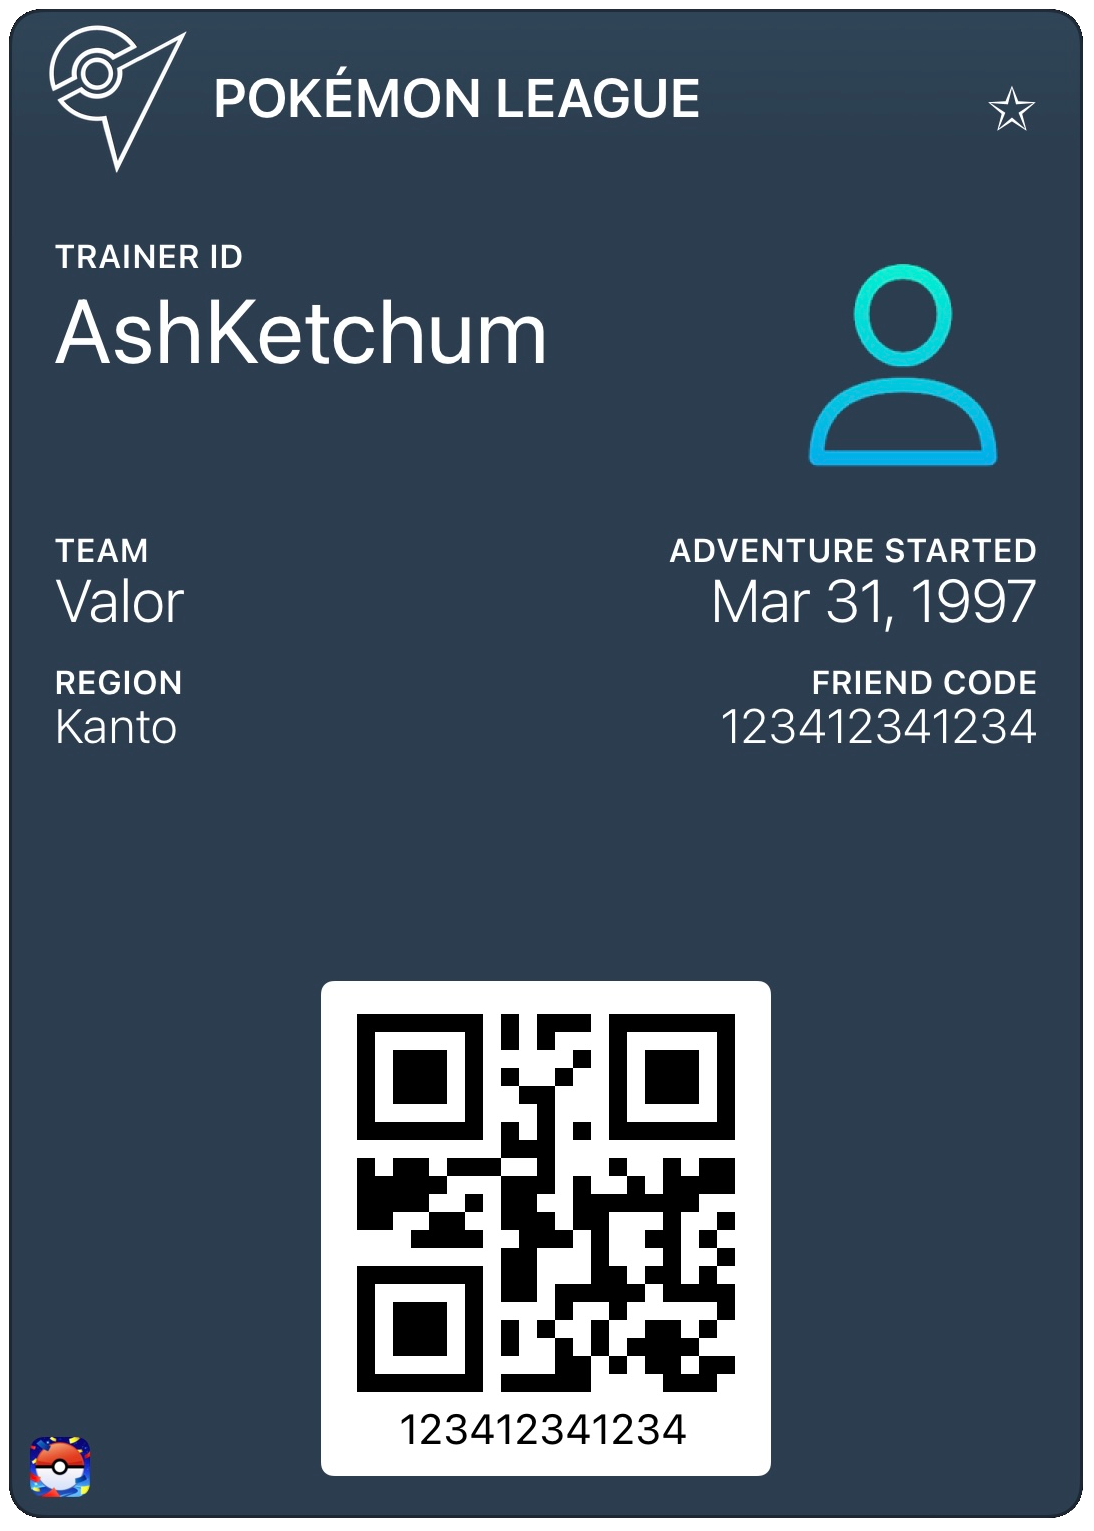 POKÉMON LEAGUE
TRAINER ID
AshKetchum
TEAM
Valor
ADVENTURE STARTED
Mar 31, 1997
REGION
Kanto
FRIEND CODE
123412341234
123412341234